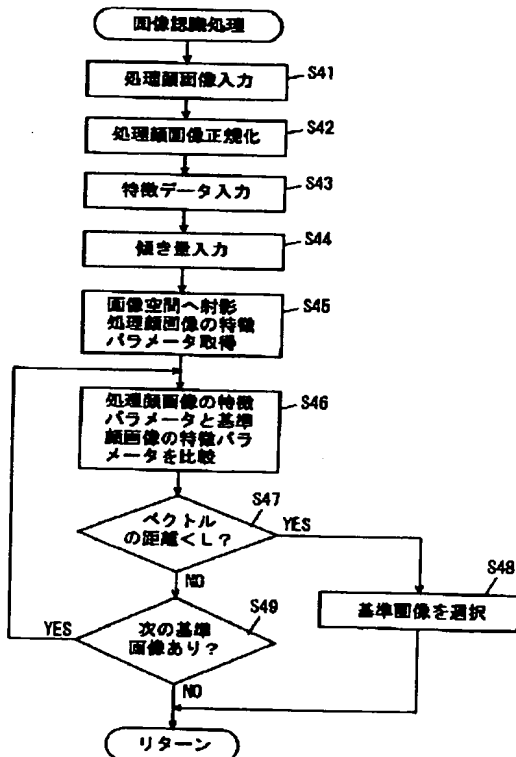 画像認識処理
処理顔画像入力
S41
処理顔画像正規化
S42
特徴データ入力
S43
傾き量入力
S44
画像空間へ射影
処理顔画像の特徴
パラメータ取得
S45
処理顔画像の特徴
パラメータと基準
顔画像の特徴パラ
メータを比較
S46
ベクトル
の距離<L?
S47
YES
NO
基準画像を選択
S48
次の基準
画像あり?
S49
YES
NO
リターン